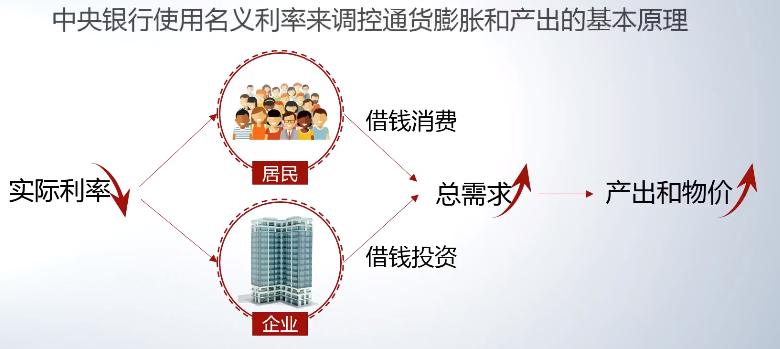 中央银行使用名义利率来调控通货膨胀和产出的基本原理
借钱消费
居民
实际利率
总需求
产出和物价
借钱投资
企业